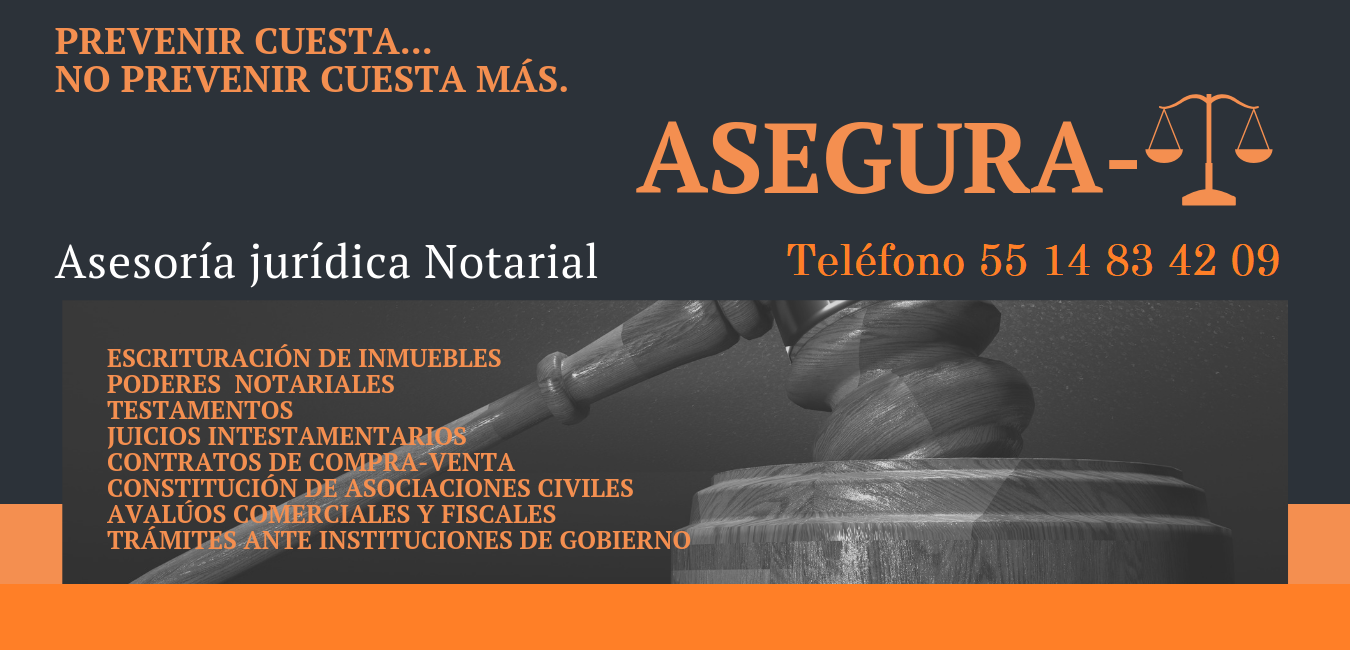 PREVENIR CUESTA...
NO PREVENIR CUESTA MÁS.
ASEGURA-
Asesoría jurídica Notarial
Teléfono 55 14 83 42 09
ESCRITURACIÓN DE INMUEBLES
PODERES  NOTARIALES
TESTAMENTOS
JUICIOS INTESTAMENTARIOS
CONTRATOS DE COMPRA-VENTA
CONSTITUCIÓN DE ASOCIACIONES CIVILES
AVALÚOS COMERCIALES Y FISCALES
TRÁMITES ANTE INSTITUCIONES DE GOBIERNO